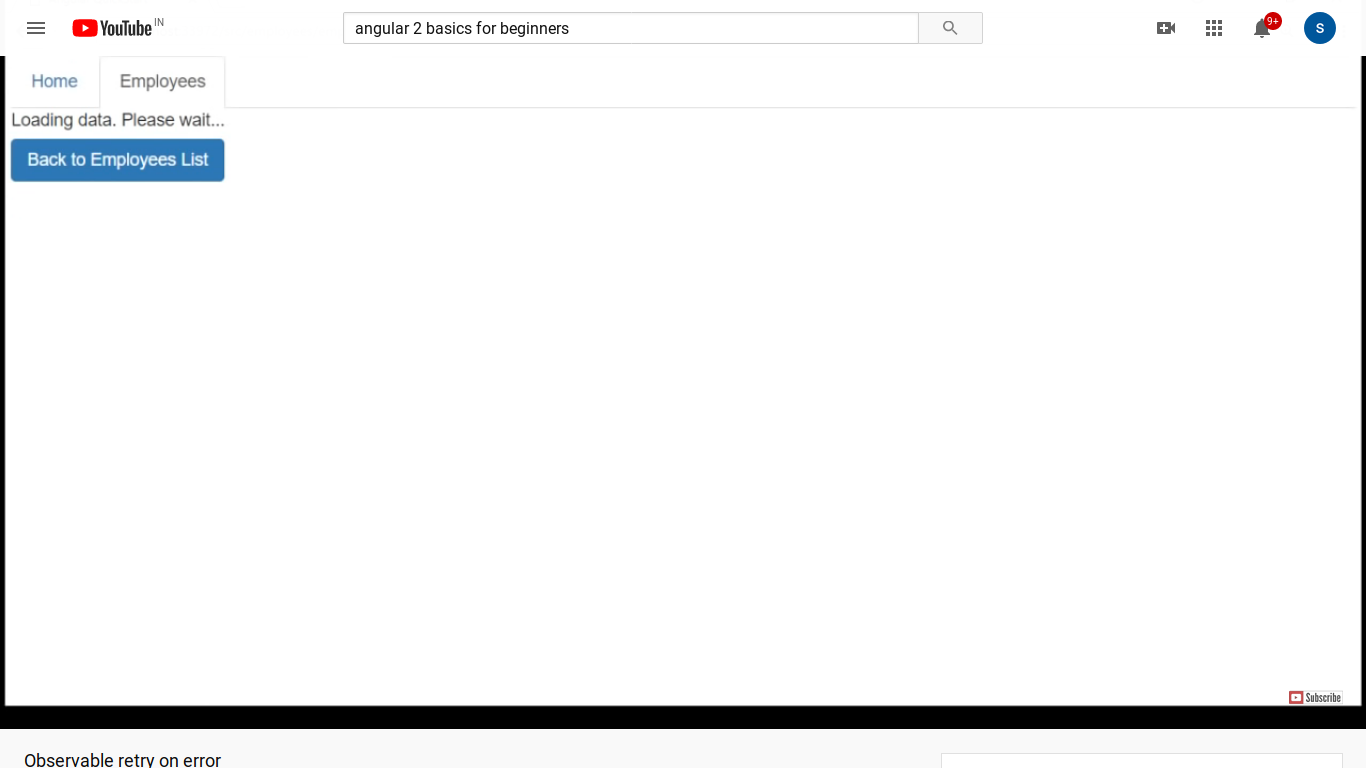 YouTube IN
angular 2 basics for beginners
9+
S
Home
Employees
Loading data. Please wait...
Back to Employees List
Subscribe
Observable retry on error